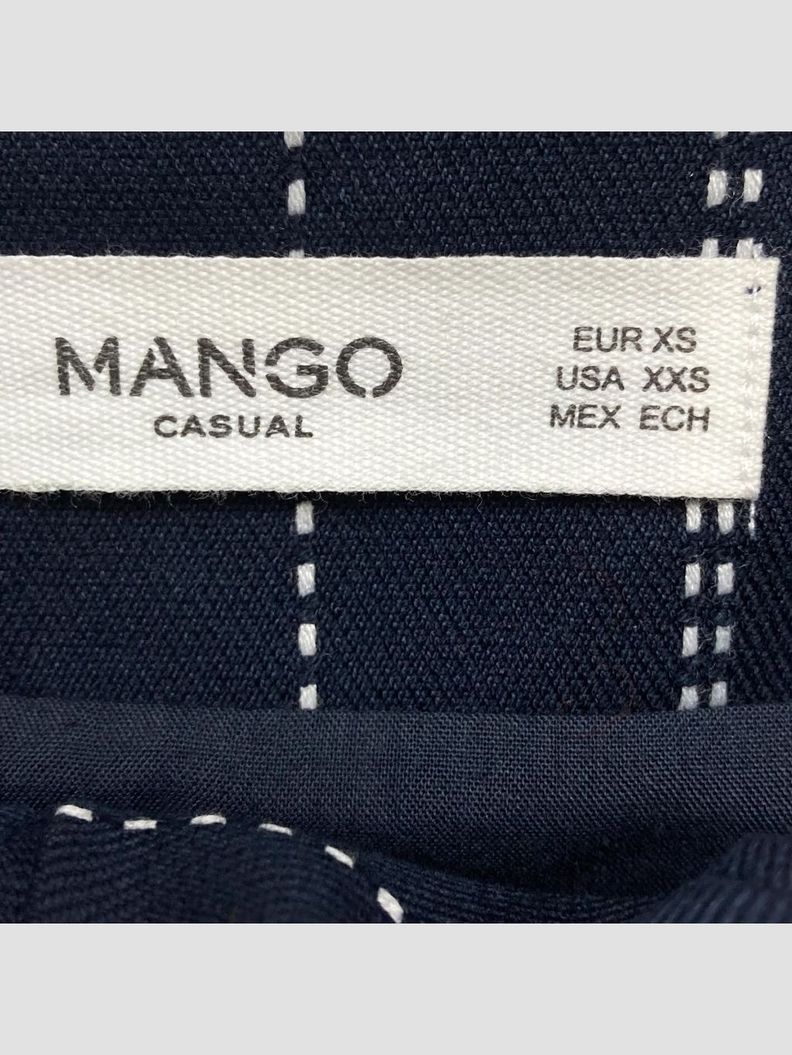 MANGO
CASUAL
EUR XS
USA XXS
MEX ECH